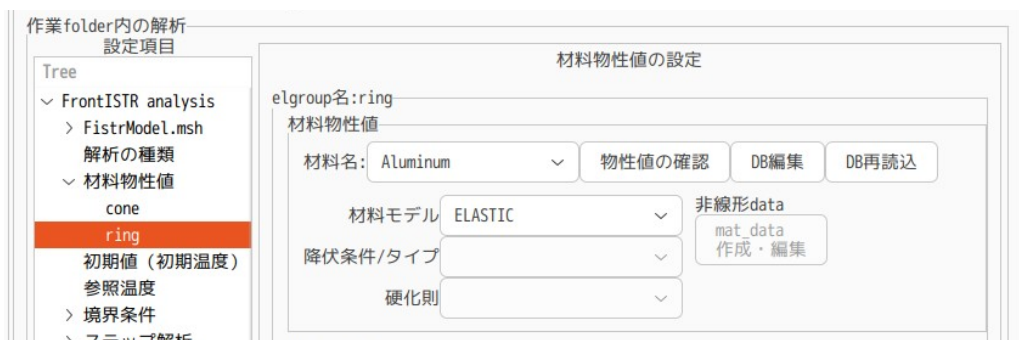 作業folder内の解析
設定項目
Tree
FrontISTR analysis
FistrModel.msh
解析の種類
材料物性値
cone
ring
初期値（初期温度）
参照温度
境界条件
ステップ解析
材料物性値の設定
elgroup名:ring
材料物性値
材料名: Aluminum 物性値の確認 DB編集 DB再読込
材料モデル ELASTIC
非線形data
mat_data
作成・編集
降伏条件/タイプ
硬化則